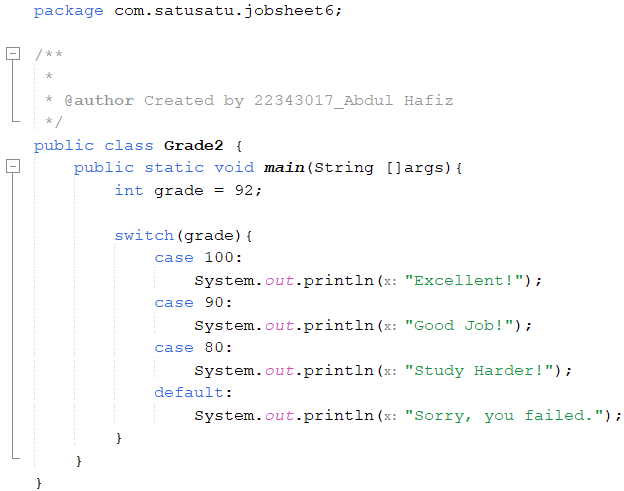 package com.satusatu.jobsheet6;
/**
 *
 * @author Created by 22343017_Abdul Hafiz
 */
public class Grade2 {
    public static void main(String []args){
        int grade = 92;
        switch(grade){
            case 100:
                System.out.println(x: "Excellent!");
            case 90:
                System.out.println(x: "Good Job!");
            case 80:
                System.out.println(x: "Study Harder!");
            default:
                System.out.println(x: "Sorry, you failed.");
        }
    }
}